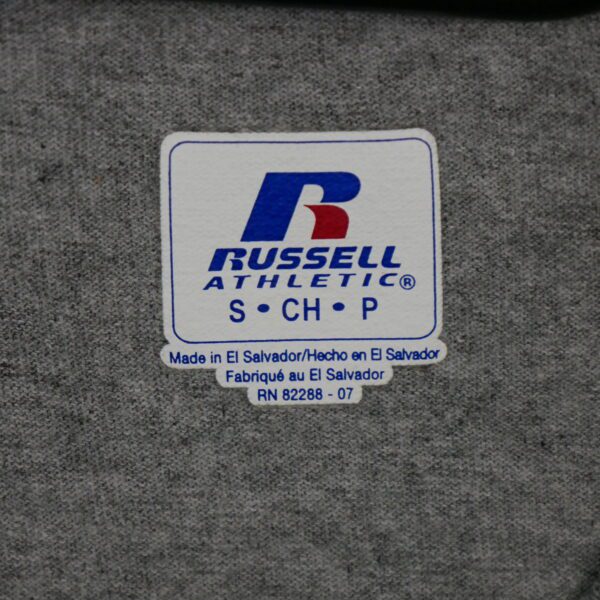 RUSSELL
ATHLETIC®
S • CH • P
Made in El Salvador/Hecho en El Salvador
Fabriqué au El Salvador
RN 82288 - 07